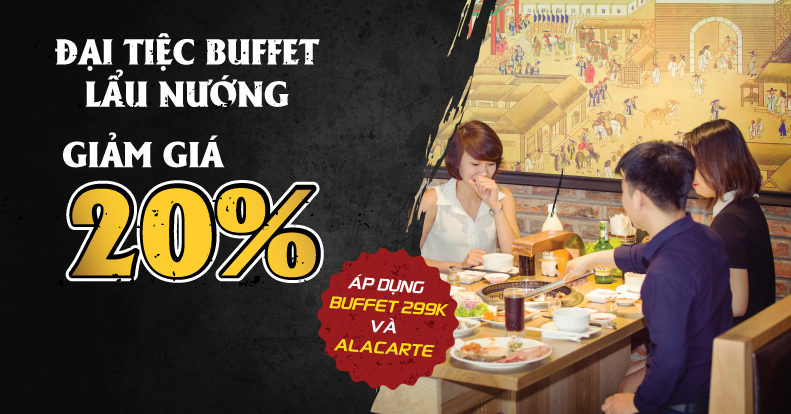 ĐẠI TIỆC BUFFET
LẨU NƯỚNG
GIẢM GIÁ
20%
ÁP DỤNG
BUFFET 299K
VÀ
ALACARTE